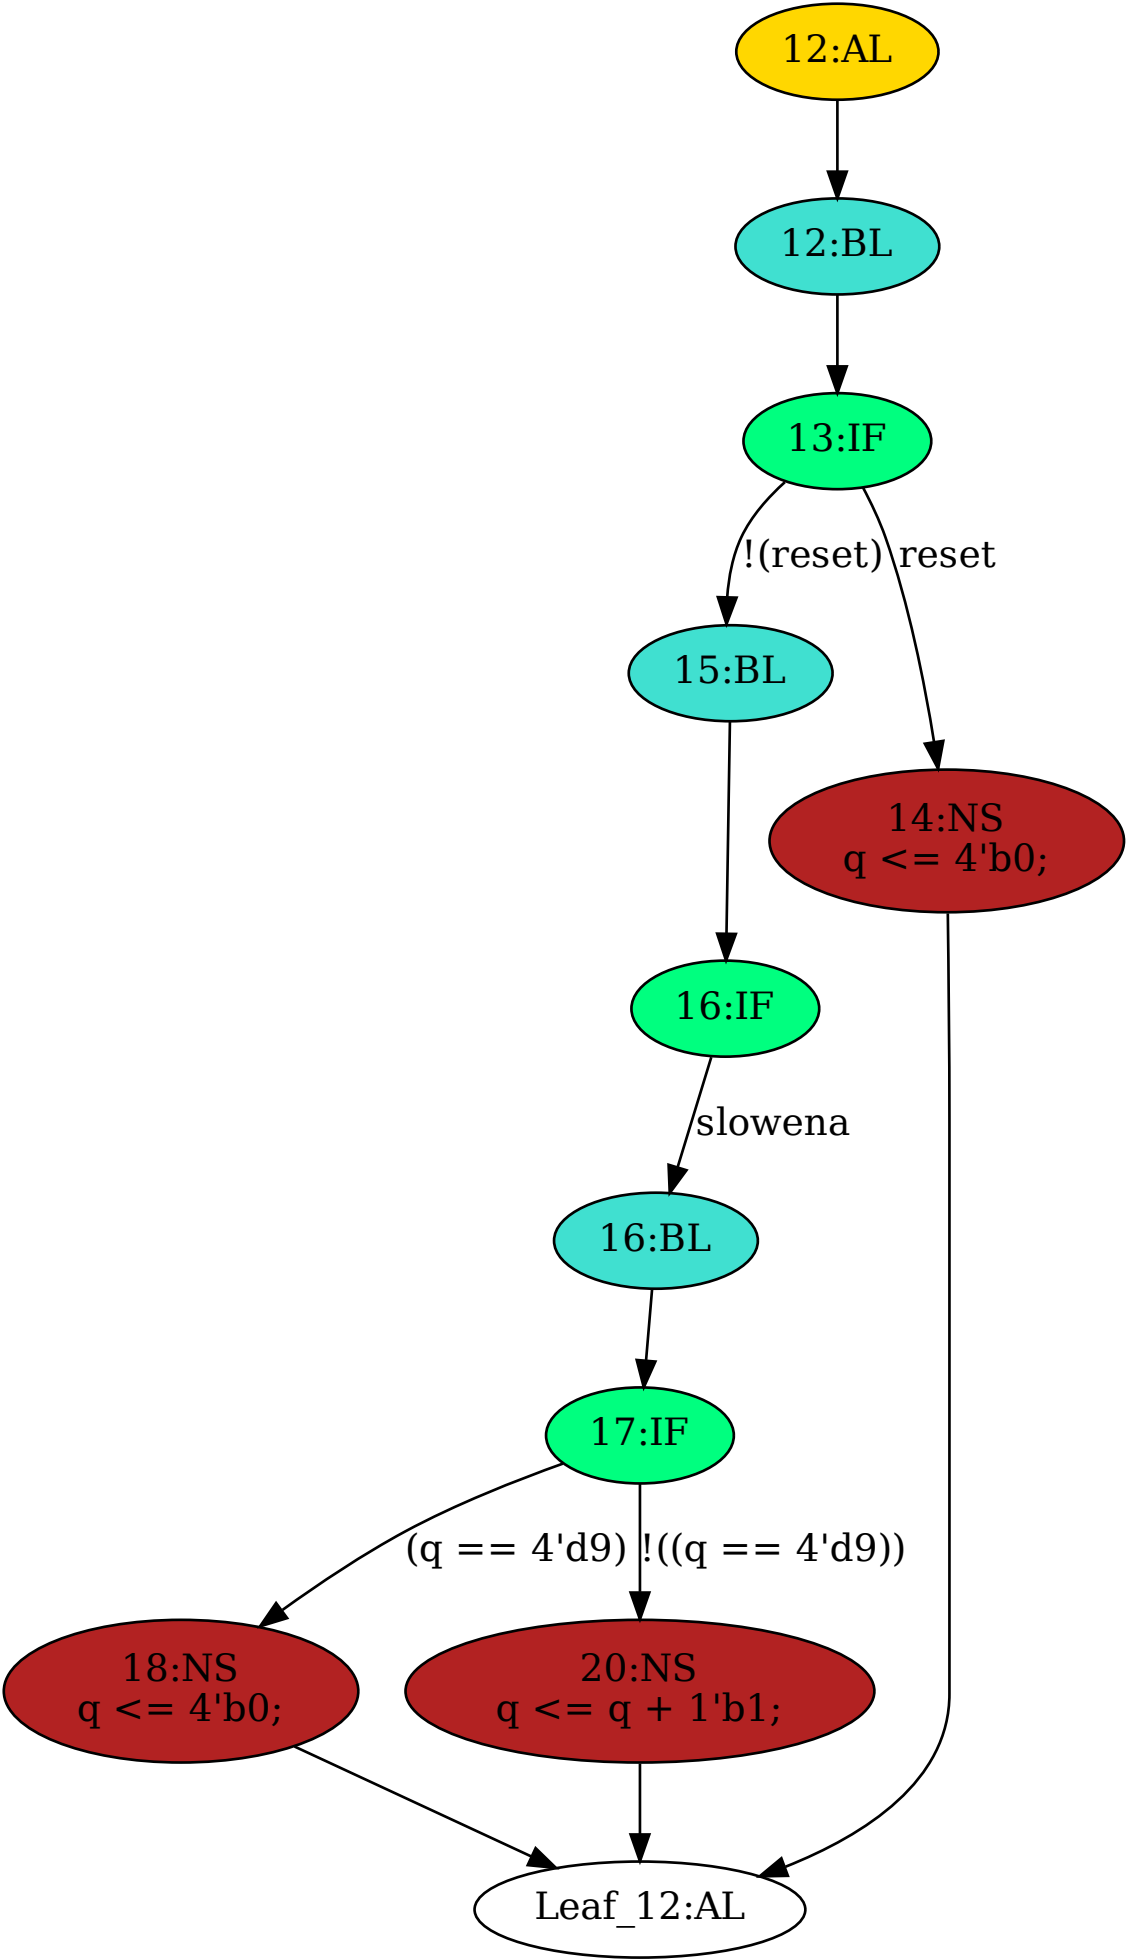 12:AL
12:BL
13:IF
!(reset)
reset
15:BL
14:NS
q <= 4'b0;
16:IF
slowena
16:BL
17:IF
(q == 4'd9)
!((q == 4'd9))
18:NS
q <= 4'b0;
20:NS
q <= q + 1'b1;
Leaf_12:AL